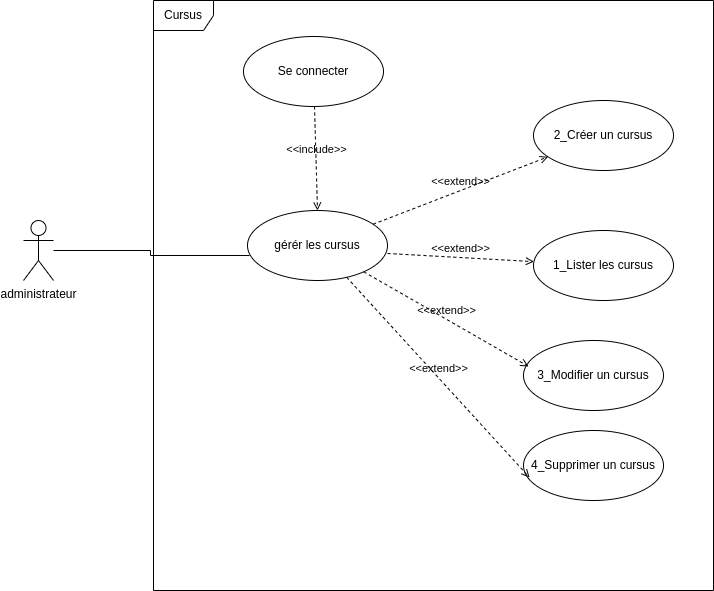 Cursus
Se connecter
<<include>>
2_Créer un cursus
<<extend>>
gérér les cursus
<<extend>>
1_Lister les cursus
administrateur
<<extend>>
3_Modifier un cursus
<<extend>>
4_Supprimer un cursus